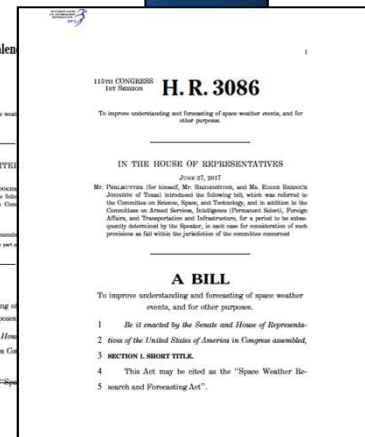 1
115TH CONGRESS
1ST SESSION
H. R. 3086
To improve understanding and forecasting of space weather events, and for
other purposes.
IN THE HOUSE OF REPRESENTATIVES
JUNE 27, 2017
Mr. PERLMUTTER (for himself, Mr. BRIDENSTINE, and Ms. EDDIE BERNICE
JOHNSON of Texas) introduced the following bill; which was referred to
the Committee on Science, Space, and Technology, and in addition to the
Committees on Armed Services, Intelligence (Permanent Select), Foreign
Affairs, and Transportation and Infrastructure, for a period to be subse-
quently determined by the Speaker, in each case for consideration of such
provisions as fall within the jurisdiction of the committee concerned
A BILL
To improve understanding and forecasting of space weather
events, and for other purposes.
1 Be it enacted by the Senate and House of Representa-
2 tives of the United States of America in Congress assembled,
3 SECTION 1. SHORT TITLE.
4 This Act may be cited as the “Space Weather Re-
5 search and Forecasting Act”.